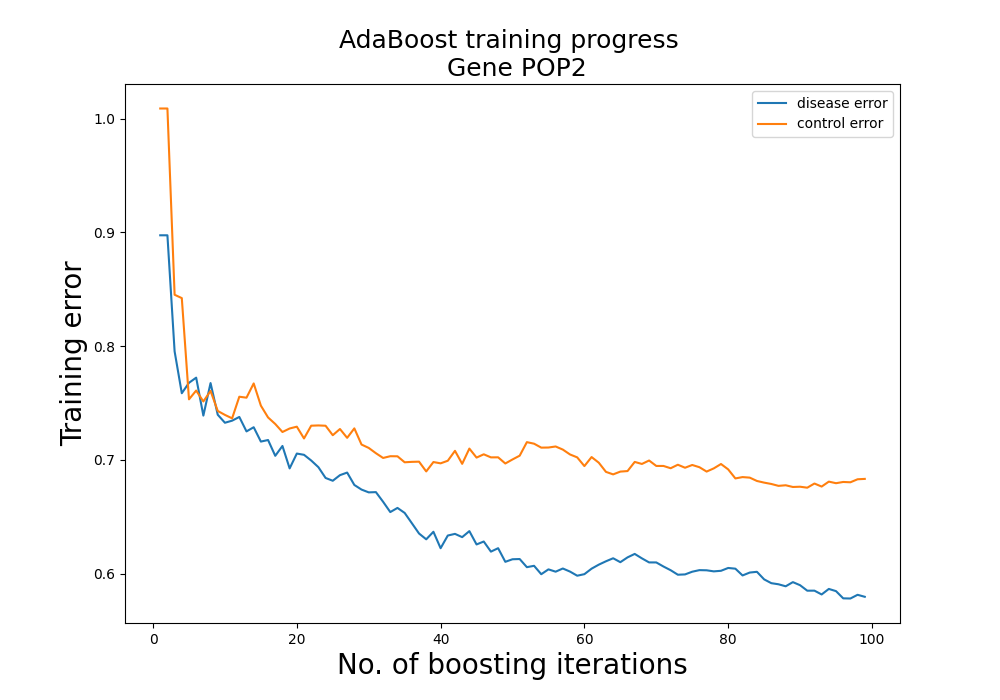 AdaBoost training progress
Gene POP2
disease error
control error
Training error
1.0
0.9
0.8
0.7
0.6
0
20
40
60
80
100
No. of boosting iterations